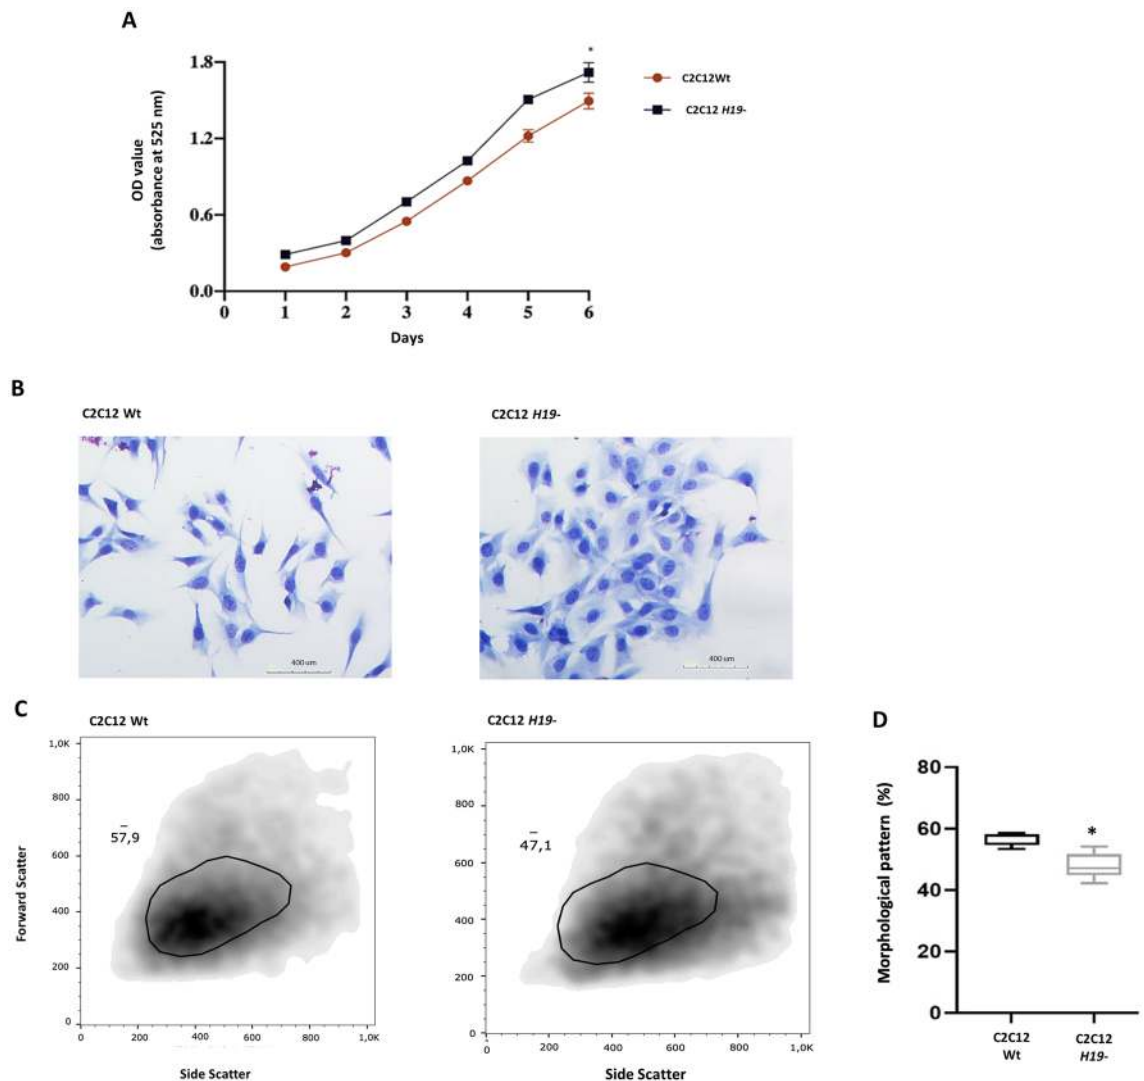 A
1.8
1.2
0.6
0.0
0
1
2
3
4
5
6
OD value
(absorbance at 525 nm)
Days
*
C2C12Wt
C2C12 H19-
B
C2C12 Wt
400 um
C2C12 H19-
400 um
C
C2C12 Wt
1,0K
800
600
400
200
0
57,9
0
200
400
600
800
1,0K
Forward Scatter
Side Scatter
C2C12 H19-
1,0K
800
600
400
200
0
47,1
0
200
400
600
800
1,0K
Side Scatter
D
80
60
40
20
0
Morphological pattern (%)
*
C2C12
Wt
C2C12
H19-